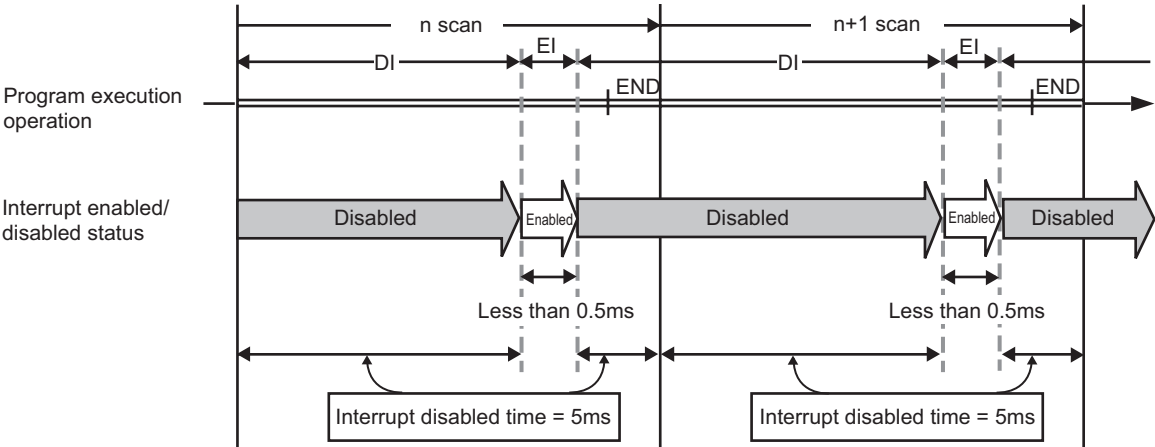 n scan
n+1 scan
DI
EI
DI
EI
END
END
Program execution
operation
Interrupt enabled/
disabled status
Disabled
Enabled
Disabled
Enabled
Disabled
Less than 0.5ms
Less than 0.5ms
Interrupt disabled time = 5ms
Interrupt disabled time = 5ms